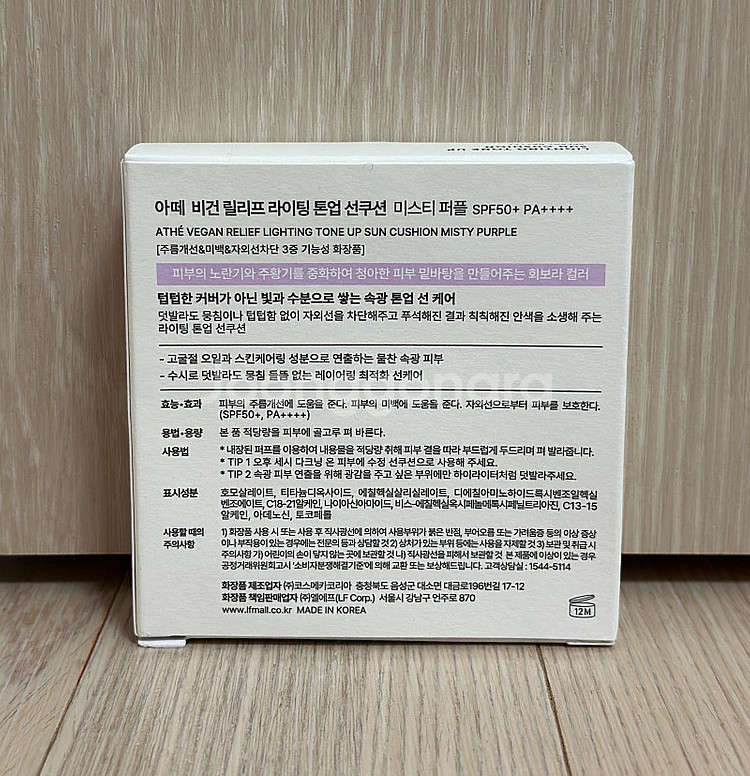 LIGHTING TONE UP
아떼 비건 릴리프 라이팅 톤업 선쿠션 미스티 퍼플 SPF50+ PA++++
ATHÉ VEGAN RELIEF LIGHTING TONE UP SUN CUSHION MISTY PURPLE
[주름개선&미백&자외선차단 3중 기능성 화장품]
피부의 노란기와 주황기를 중화하여 청아한 피부 밑바탕을 만들어주는 회보라 컬러
텁텁한 커버가 아닌 빛과 수분으로 쌓는 속광 톤업 선 케어
덧발라도 뭉침이나 텁텁함 없이 자외선을 차단해주고 푸석해진 결과 칙칙해진 안색을 소생해 주는
라이팅 톤업 선쿠션
- 고굴절 오일과 스킨케어링 성분으로 연출하는 물찬 속광 피부
- 수시로 덧발라도 뭉침 들뜸 없는 레이어링 최적화 선케어
효능·효과 피부의 주름개선에 도움을 준다. 피부의 미백에 도움을 준다. 자외선으로부터 피부를 보호한다.
(SPF50+, PA++++)
용법·용량 본 품 적당량을 피부에 골고루 펴 바른다.
사용법 * 내장된 퍼프를 이용하여 내용물을 적당량 취해 피부 결을 따라 부드럽게 두드리며 펴 발라줍니다.
* TIP 1 오후 세시 다크닝 온 피부에 수정 선쿠션으로 사용해 주세요.
* TIP 2 속광 피부 연출을 위해 광감을 주고 싶은 부위에만 하이라이터처럼 덧발라주세요.
표시성분 호모살레이트, 티타늄디옥사이드, 에칠헥실살리실레이트, 디에칠아미노하이드록시벤조일헥실
벤조에이트, C18-21알케인, 나이아신아마이드, 비스-에칠헥실옥시페놀메톡시페닐트리아진, C13-15
알케인, 아데노신, 토코페롤
사용할 때의 1) 화장품 사용 시 또는 사용 후 직사광선에 의하여 사용부위가 붉은 반점, 부어오름 또는 가려움증 등의 이상 증상
주의사항 이나 부작용이 있는 경우에는 전문의 등과 상담할 것 2) 상처가 있는 부위 등에는 사용을 자제할 것 3) 보관 및 취급 시
주의사항 가) 어린이의 손이 닿지 않는 곳에 보관할 것 나) 직사광선을 피해서 보관할 것 본 제품에 이상이 있는 경우
공정거래위원회고시 '소비자분쟁해결기준'에 의해 교환 또는 보상해드립니다. 고객상담실 : 1544-5114
화장품 제조업자 ㈜코스메카코리아 충청북도 음성군 대소면 대금로196번길 17-12
화장품 책임판매업자 ㈜엘에프(LF Corp.) 서울시 강남구 언주로 870
www.lfmall.co.kr MADE IN KOREA
12M